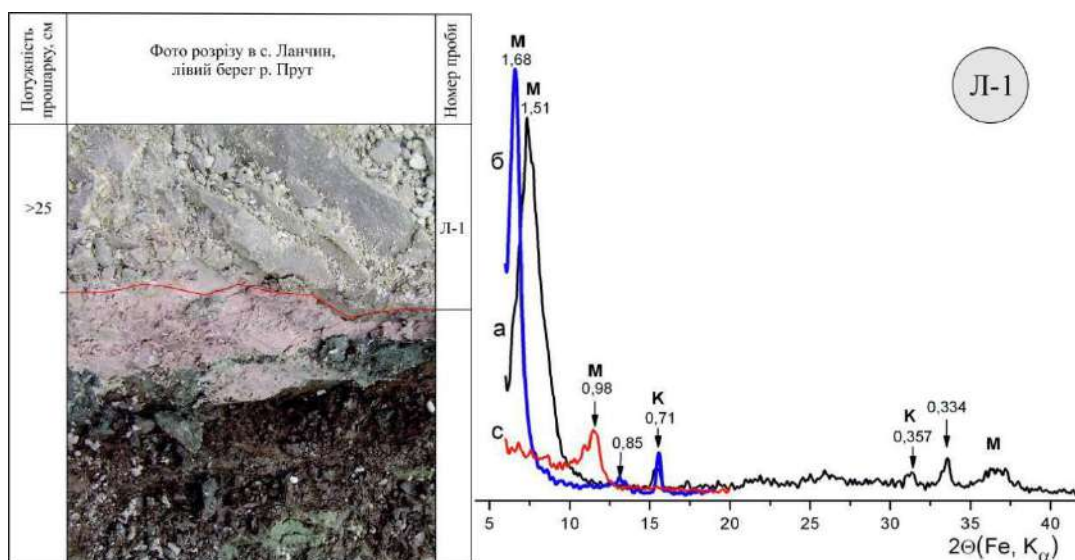 Потужність прошарку, см
Фото розрізу в с. Ланчин,
лівий берег р. Прут
Номер проби
>25
Л-1
Л-1
М
1,68
М
1,51
б
а
с
М
0,98
0,85
К
0,71
К
0,357
0,334
М
5 10 15 20 25 30 35 40
2Θ(Fe, Kα)